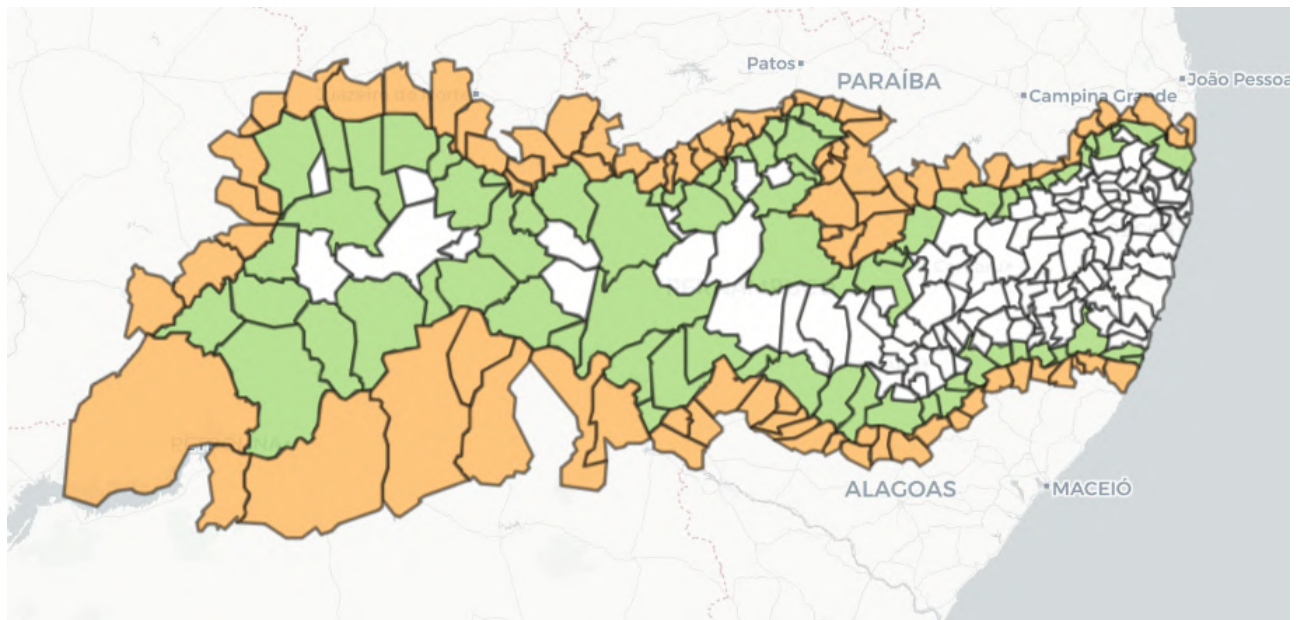 Patos
PARAÍBA
João Pessoa
Campina Grande
ALAGOAS
MACEIÓ